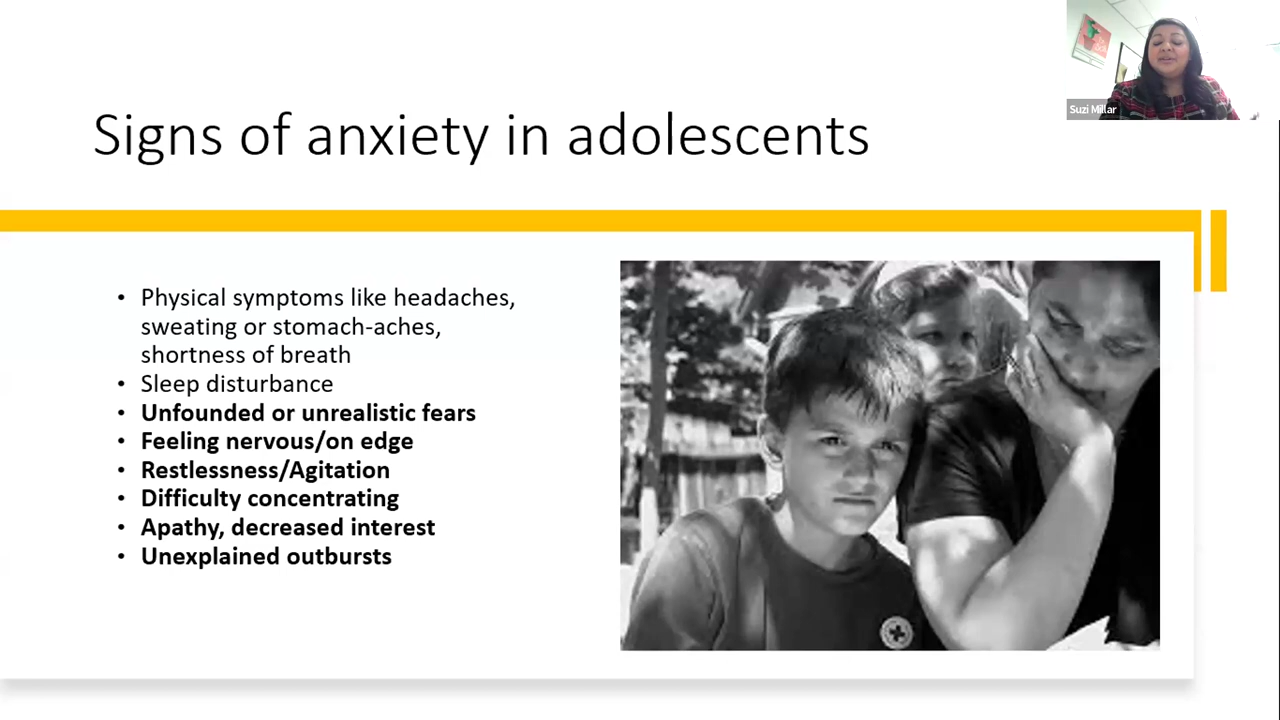 Suzi Millar
Signs of anxiety in adolescents
• Physical symptoms like headaches,
sweating or stomach-aches,
shortness of breath
• Sleep disturbance
• Unfounded or unrealistic fears
• Feeling nervous/on edge
• Restlessness/Agitation
• Difficulty concentrating
• Apathy, decreased interest
• Unexplained outbursts